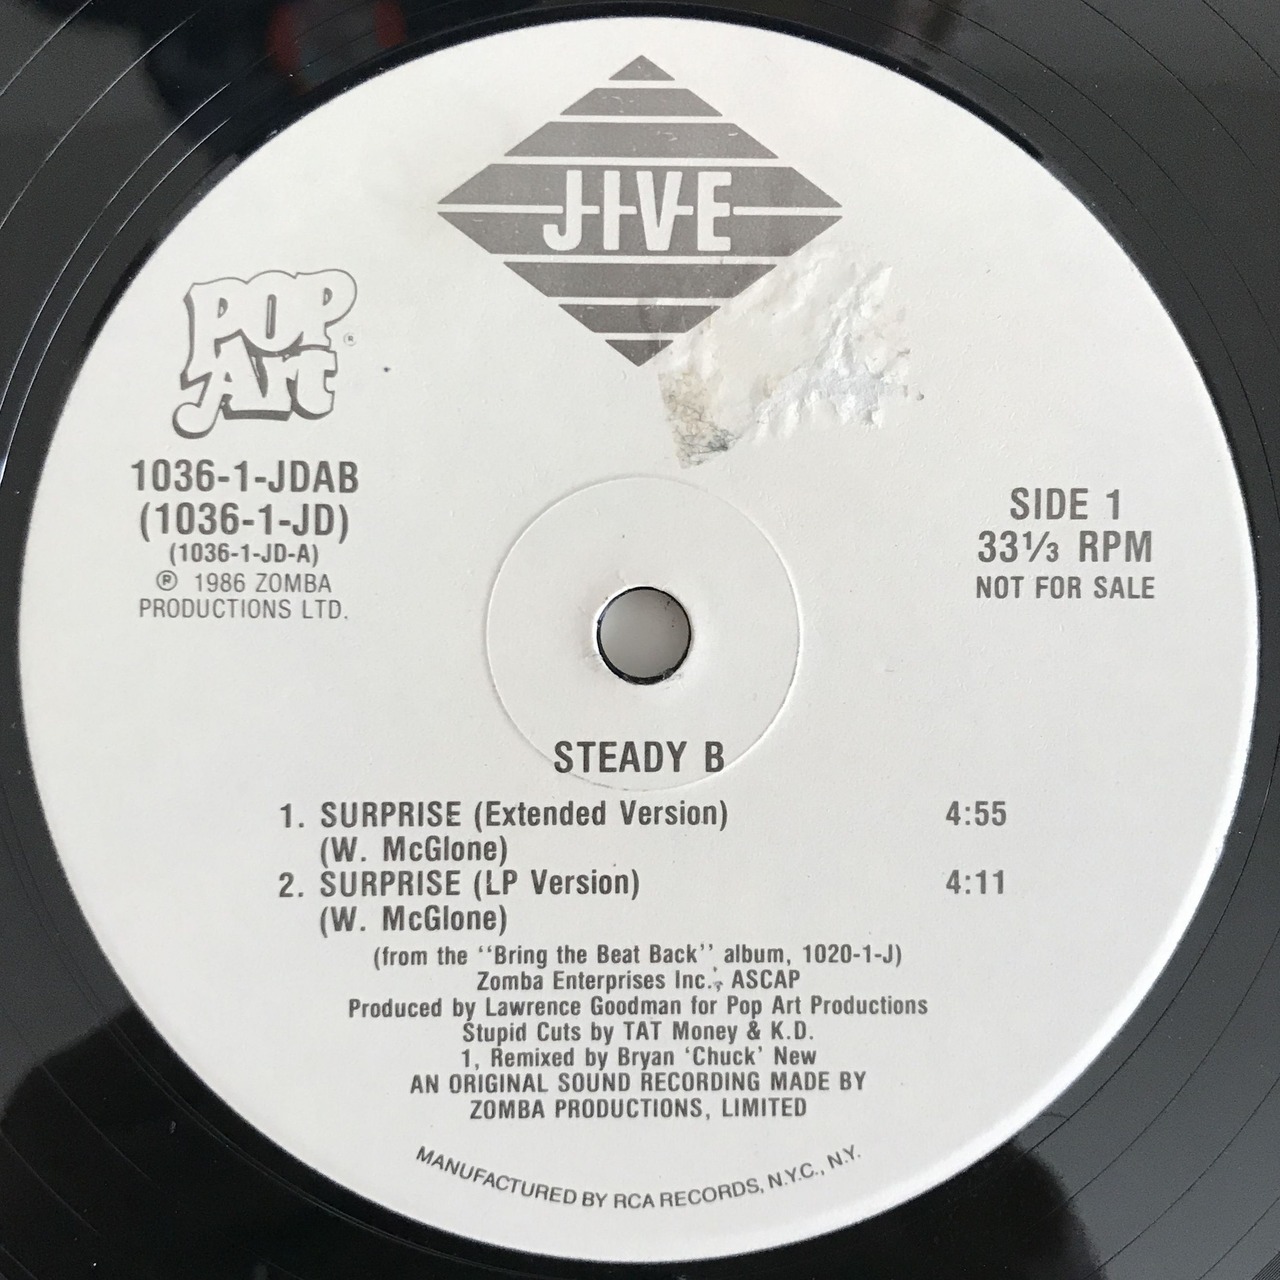 JIVE
POP
Art
®
1036-1-JDAB
(1036-1-JD)
(1036-1-JD-A)
℗ 1986 ZOMBA
PRODUCTIONS LTD.
SIDE 1
33⅓ RPM
NOT FOR SALE
STEADY B
1. SURPRISE (Extended Version) 4:55
(W. McGlone)
2. SURPRISE (LP Version) 4:11
(W. McGlone)
(from the ‘‘Bring the Beat Back’’ album, 1020-1-J)
Zomba Enterprises Inc., ASCAP
Produced by Lawrence Goodman for Pop Art Productions
Stupid Cuts by TAT Money & K.D.
1, Remixed by Bryan ‘Chuck’ New
AN ORIGINAL SOUND RECORDING MADE BY
ZOMBA PRODUCTIONS, LIMITED
MANUFACTURED BY RCA RECORDS, N.Y.C., N.Y.